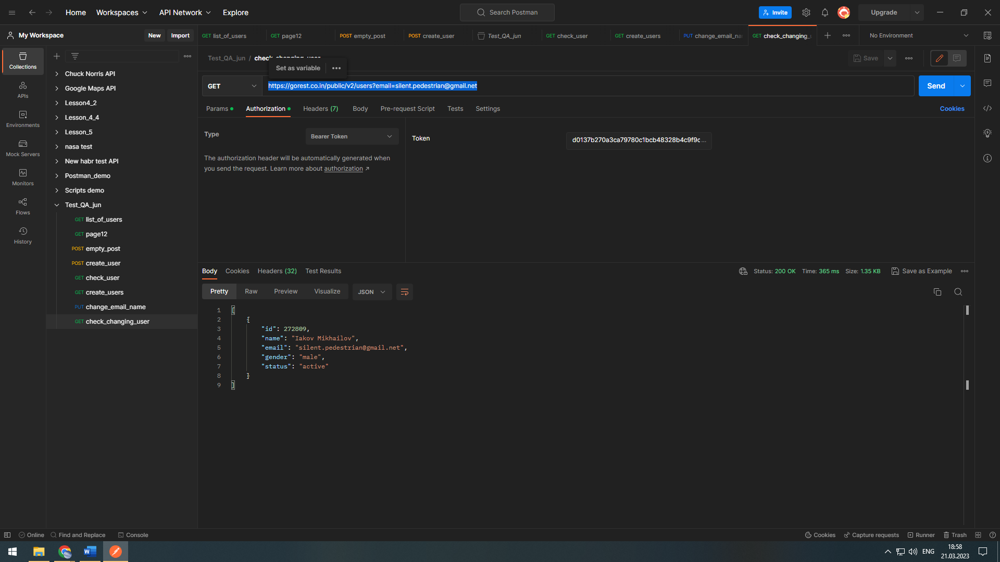 Home Workspaces API Network Explore Search Postman Invite Upgrade
My Workspace New Import GET list_of_users GET page12 POST empty_post POST create_user Test_QA_jun GET check_user GET create_users PUT change_email_na GET check_changing_ No Environment
Test_QA_jun / check_changing_user Save
Set as variable
GET https://gorest.co.in/public/v2/users?email=silent.pedestrian@gmail.net Send
Params Authorization Headers (7) Body Pre-request Script Tests Settings Cookies
Type Bearer Token
The authorization header will be automatically generated when
you send the request. Learn more about authorization ↗
Token d0137b270a3ca79780c1bcb48328b4c9f9c...
Collections
APIs
Environments
Mock Servers
Monitors
Flows
History
Chuck Norris API
Google Maps API
Lesson4_2
Lesson_4_4
Lesson_5
nasa test
New habr test API
Postman_demo
Scripts demo
Test_QA_jun
GET list_of_users
GET page12
POST empty_post
POST create_user
GET check_user
GET create_users
PUT change_email_name
GET check_changing_user
Body Cookies Headers (32) Test Results Status: 200 OK Time: 365 ms Size: 1.35 KB Save as Example
Pretty Raw Preview Visualize JSON
1 [
2 {
3 "id": 272809,
4 "name": "Iakov Mikhailov",
5 "email": "silent.pedestrian@gmail.net",
6 "gender": "male",
7 "status": "active"
8 }
9 ]
Online Find and Replace Console Cookies Capture requests Runner Trash
ENG 18:58
21.03.2023